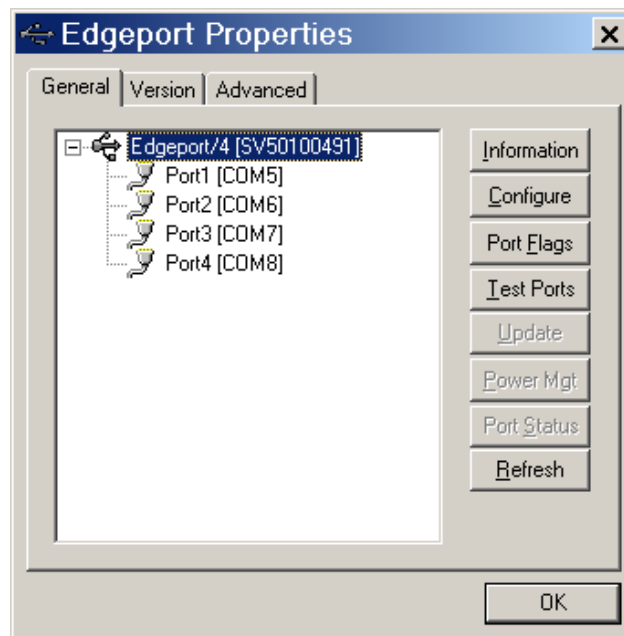 Edgeport Properties
General Version Advanced
Edgeport/4 [SV50100491]
Port1 [COM5]
Port2 [COM6]
Port3 [COM7]
Port4 [COM8]
Information
Configure
Port Flags
Test Ports
Update
Power Mgt
Port Status
Refresh
OK